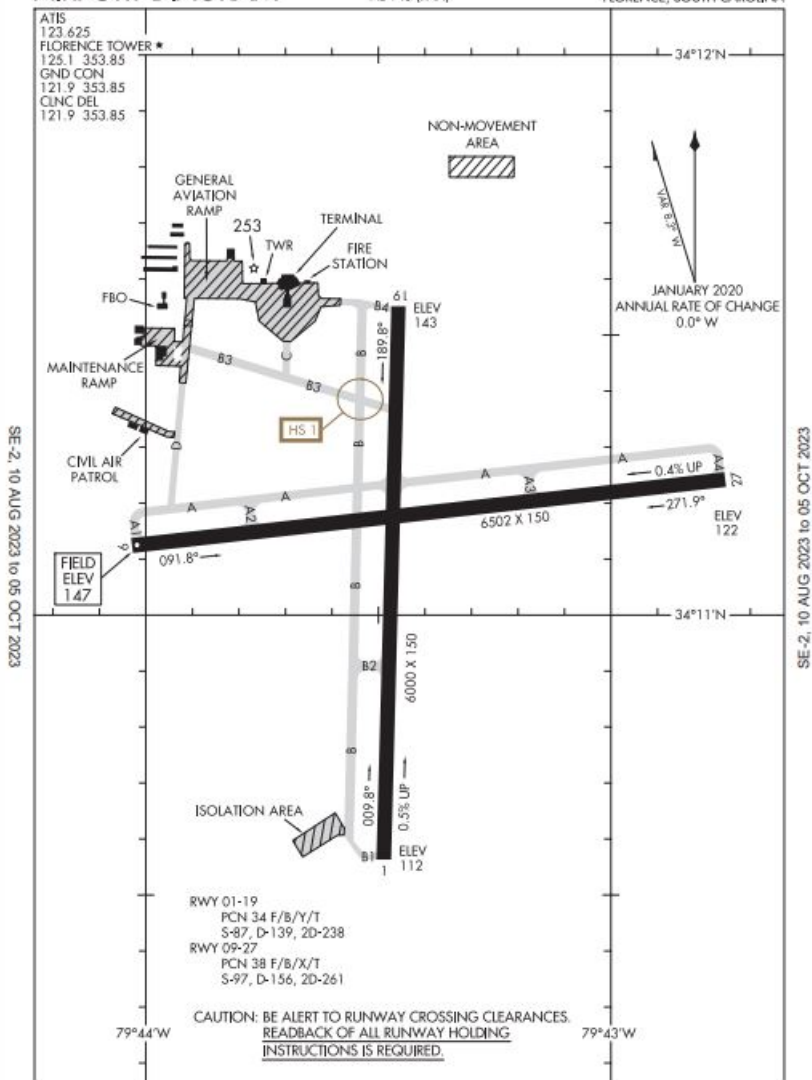 FLORENCE, SOUTH CAROLINA
ATIS
123.625
FLORENCE TOWER ★
125.1 353.85
GND CON
121.9 353.85
CLNC DEL
121.9 353.85
34°12'N
NON-MOVEMENT
AREA
VAR 8.3° W
JANUARY 2020
ANNUAL RATE OF CHANGE
0.0° W
GENERAL
AVIATION
RAMP
253
TWR
TERMINAL
FIRE
STATION
FBO
B4
19
ELEV
143
189.8°
B
C
MAINTENANCE
RAMP
B3
B3
HS 1
B
CIVIL AIR
PATROL
D
A
A
A
A
A1
A2
A3
A4
0.4% UP
27
271.9°
6502 X 150
ELEV
122
9
091.8°
FIELD
ELEV
147
34°11'N
B
B2
6000 X 150
B
009.8°
0.5% UP
ISOLATION AREA
B1
1
ELEV
112
RWY 01-19
PCN 34 F/B/Y/T
S-87, D-139, 2D-238
RWY 09-27
PCN 38 F/B/X/T
S-97, D-156, 2D-261
CAUTION: BE ALERT TO RUNWAY CROSSING CLEARANCES.
READBACK OF ALL RUNWAY HOLDING
INSTRUCTIONS IS REQUIRED.
79°44'W
79°43'W
SE-2, 10 AUG 2023 to 05 OCT 2023
SE-2, 10 AUG 2023 to 05 OCT 2023